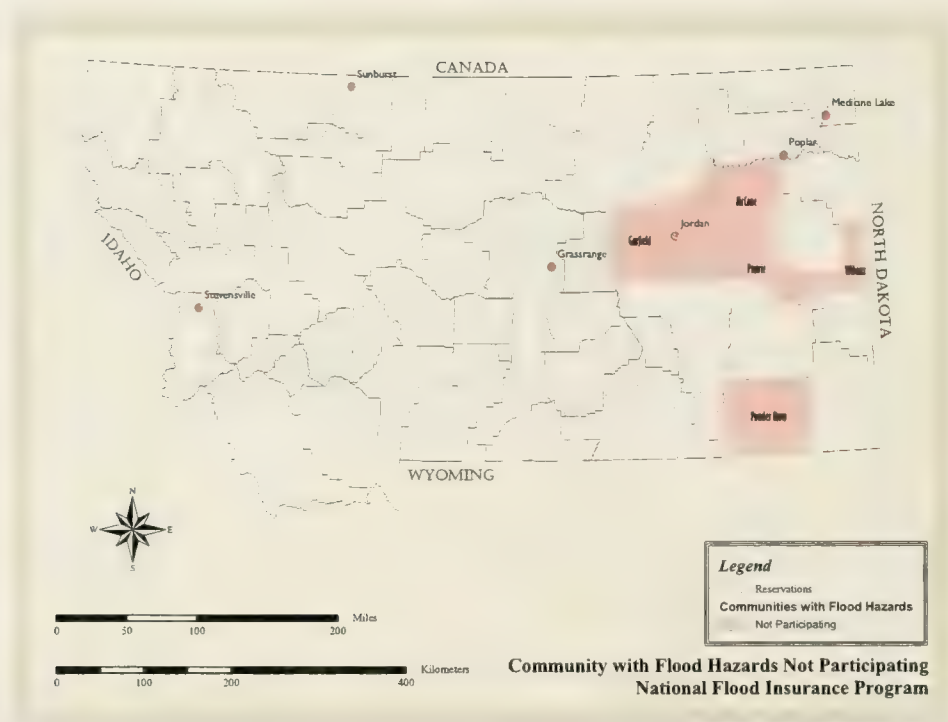 CANADA
Sunburst
Medicine Lake
Poplar
McCone
Jordan
Garfield
IDAHO
NORTH DAKOTA
Grassrange
Prairie
Wibaux
Stevensville
Powder River
WYOMING
N
W E
S
Legend
Reservations
Communities with Flood Hazards
Not Participating
Miles
0 50 100 200
Kilometers
0 100 200 400
Community with Flood Hazards Not Participating
National Flood Insurance Program